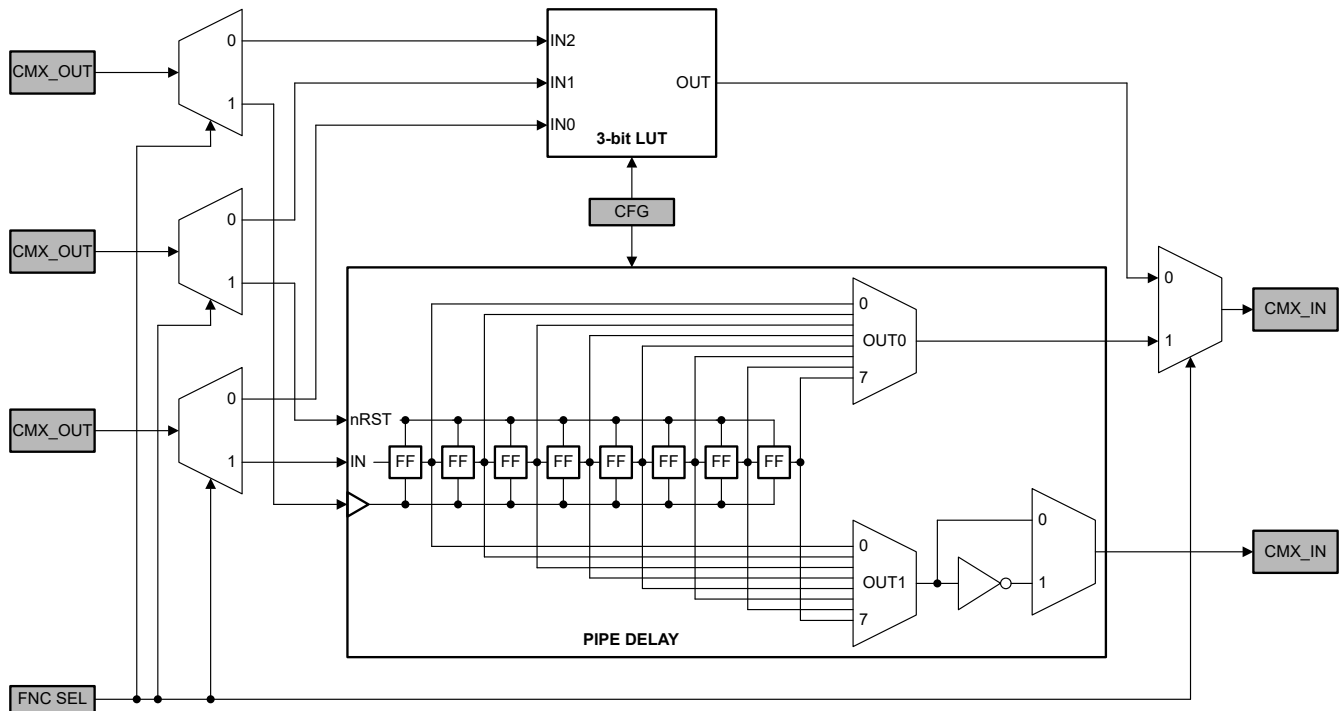 CMX_OUT
0
1
IN2
IN1
IN0
OUT
3-bit LUT
CMX_OUT
0
1
CFG
0
1
CMX_IN
CMX_OUT
0
1
nRST
IN
FF FF FF FF FF FF FF FF
0
OUT0
7
0
OUT1
7
0
1
CMX_IN
PIPE DELAY
FNC SEL